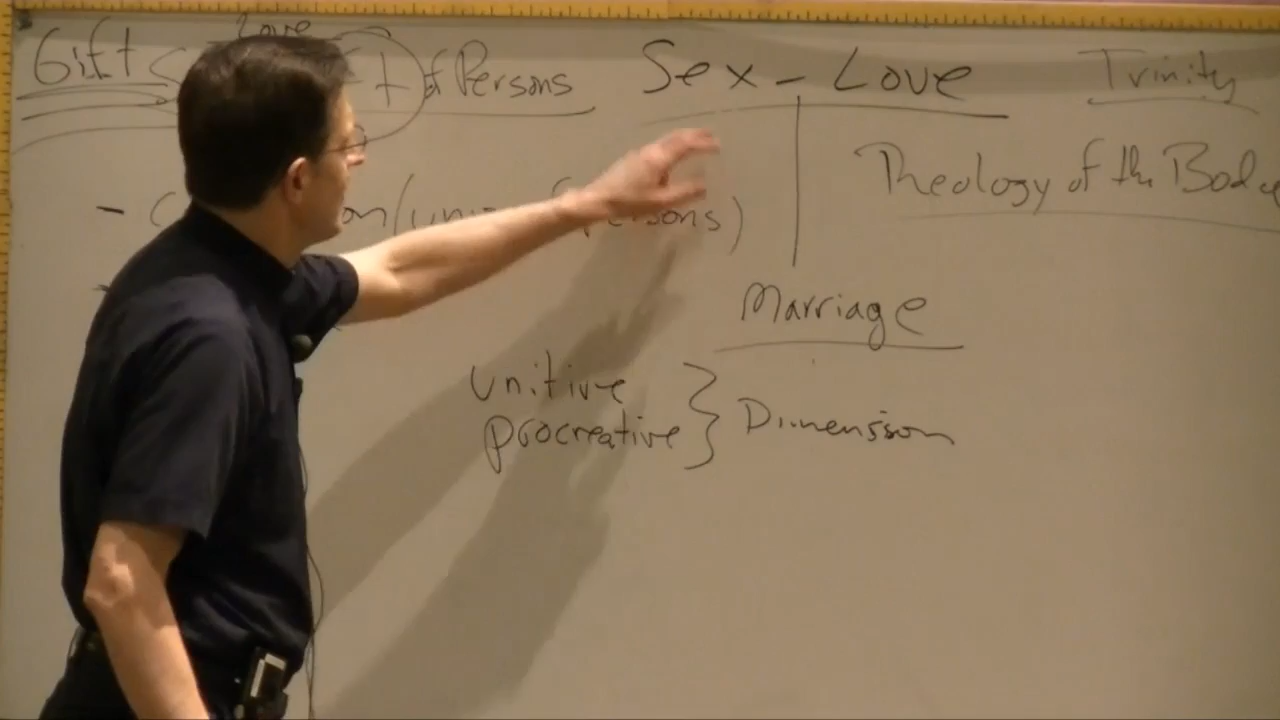 Gift
Love
of Persons
Sex - Love
Trinity
Theology of the Body
- (
Marriage
unitive
procreative } Dimension